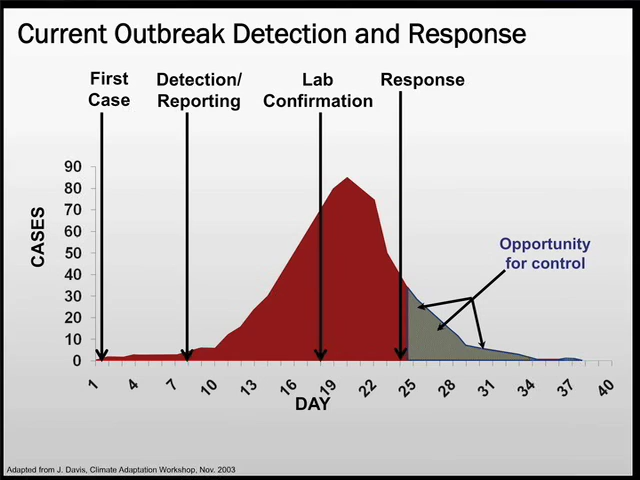 Current Outbreak Detection and Response
First
Case
Detection/
Reporting
Lab
Confirmation
Response
CASES
90
80
70
60
50
40
30
20
10
0
Opportunity
for control
1
4
7
10
13
16
19
22
25
28
31
34
37
40
DAY
Adapted from J. Davis, Climate Adaptation Workshop, Nov. 2003